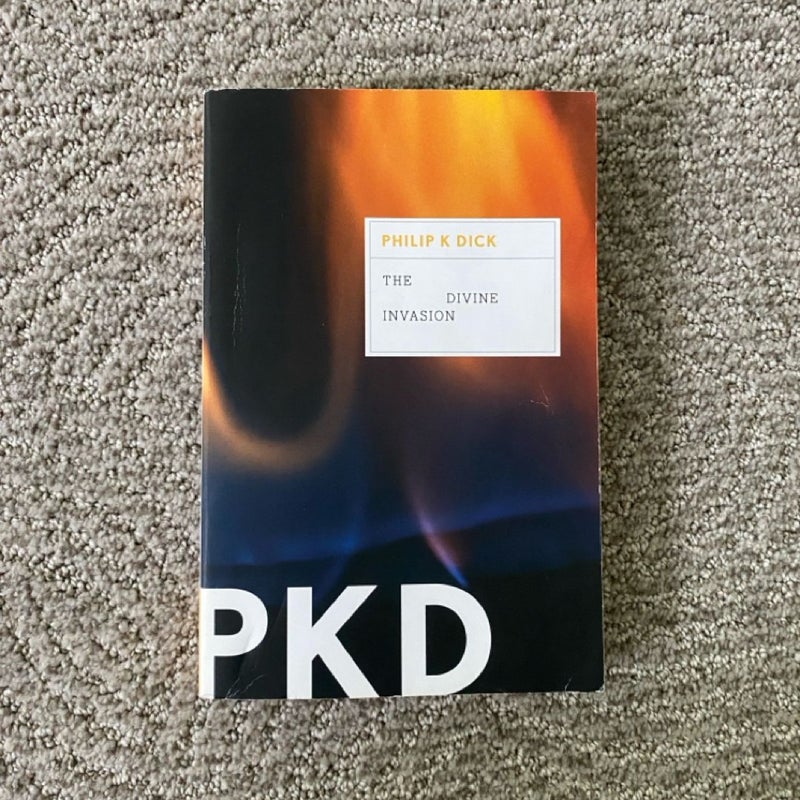 PHILIP K DICK
THE
DIVINE
INVASION
PKD